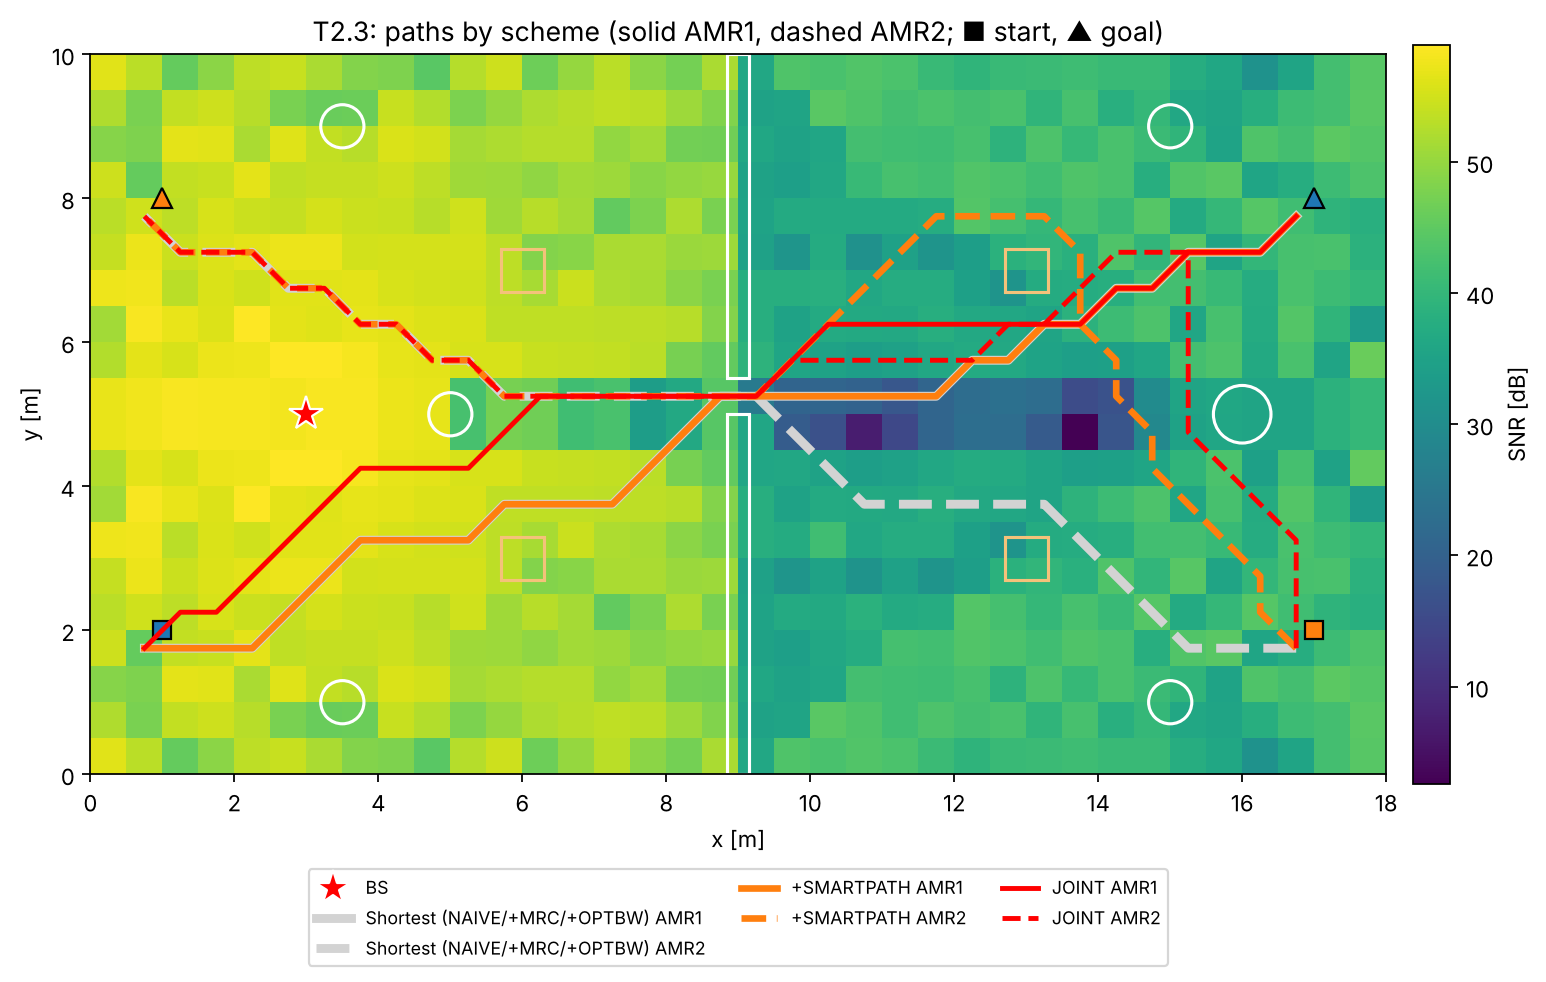 T2.3: paths by scheme (solid AMR1, dashed AMR2; ■ start, ▲ goal)
10
8
6
4
2
0
y [m]
0 2 4 6 8 10 12 14 16 18
x [m]
50
40
30
20
10
SNR [dB]
BS
Shortest (NAIVE/+MRC/+OPTBW) AMR1
Shortest (NAIVE/+MRC/+OPTBW) AMR2
+SMARTPATH AMR1
+SMARTPATH AMR2
JOINT AMR1
JOINT AMR2